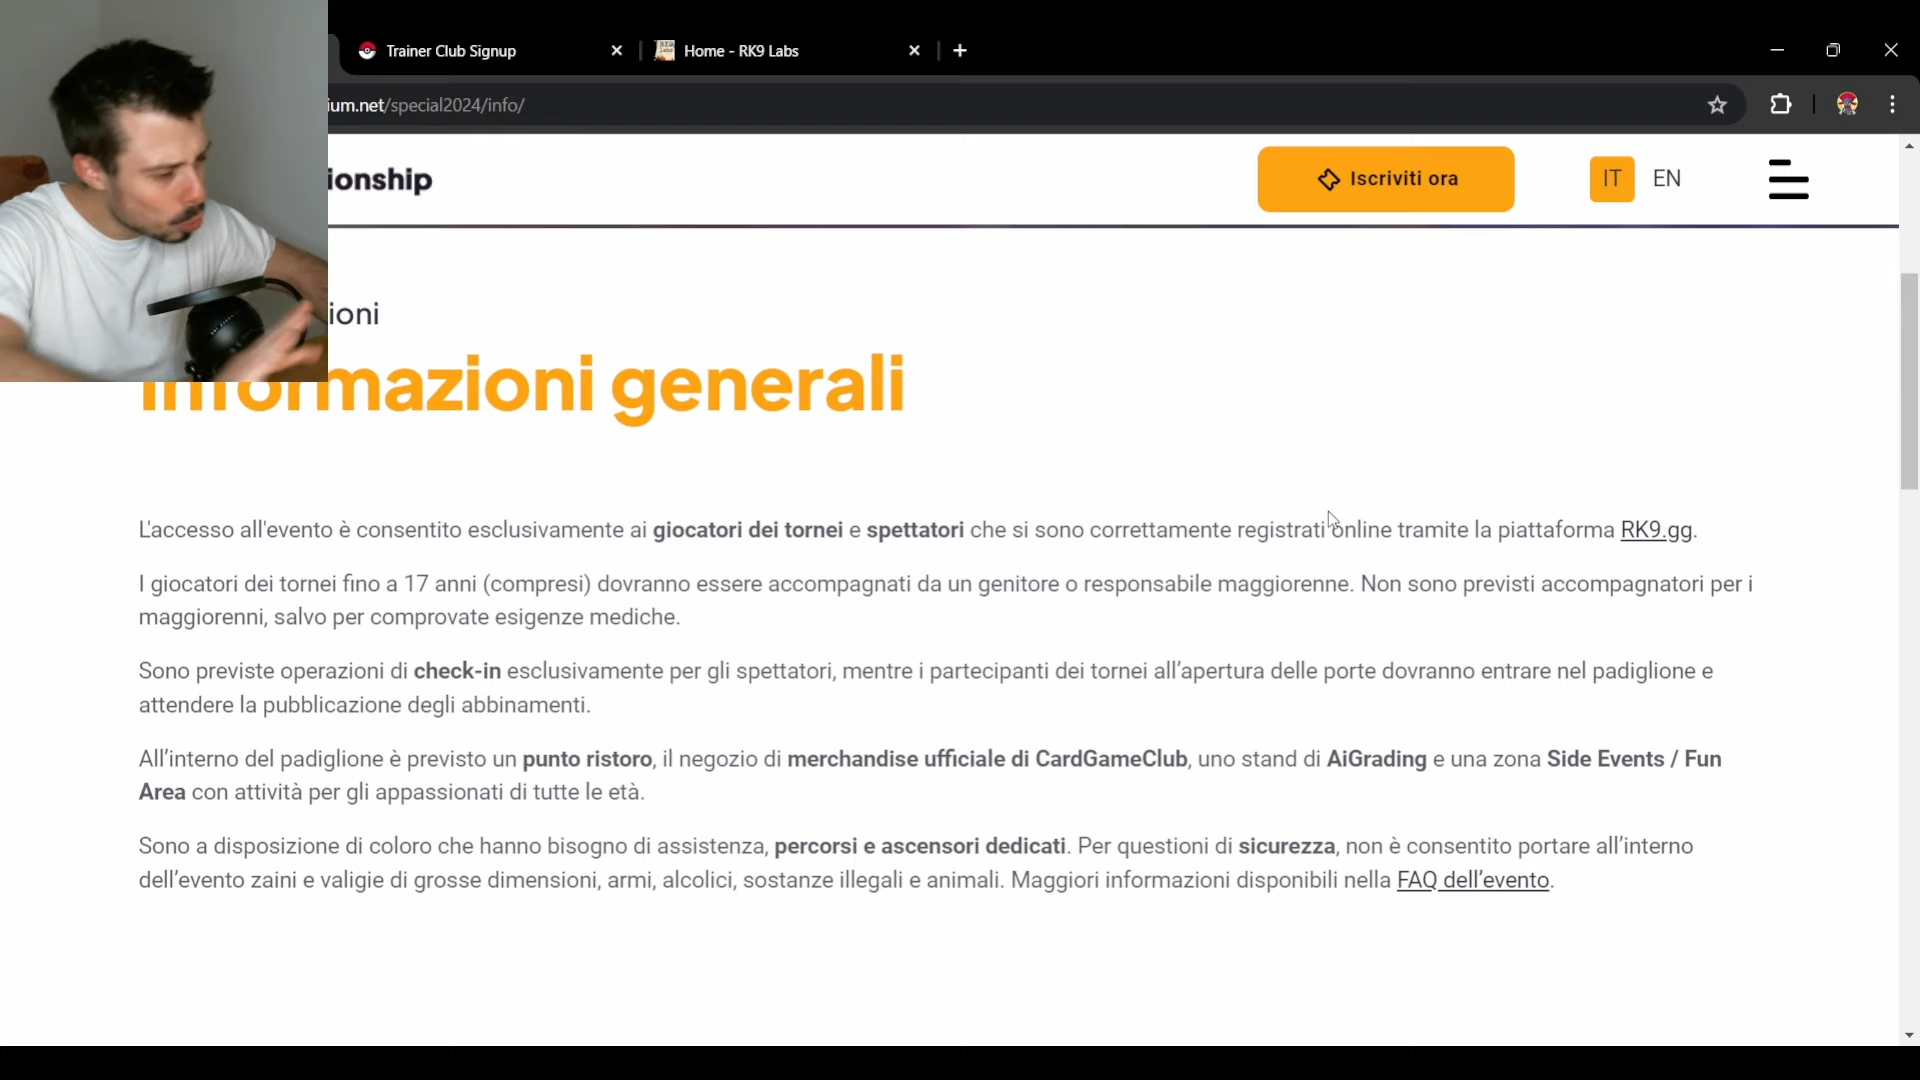 Trainer Club Signup
Home - RK9 Labs
ium.net/special2024/info/
ionship
Iscriviti ora
IT
EN
ioni
Informazioni generali
L'accesso all'evento è consentito esclusivamente ai giocatori dei tornei e spettatori che si sono correttamente registrati online tramite la piattaforma RK9.gg.
I giocatori dei tornei fino a 17 anni (compresi) dovranno essere accompagnati da un genitore o responsabile maggiorenne. Non sono previsti accompagnatori per i
maggiorenni, salvo per comprovate esigenze mediche.
Sono previste operazioni di check-in esclusivamente per gli spettatori, mentre i partecipanti dei tornei all’apertura delle porte dovranno entrare nel padiglione e
attendere la pubblicazione degli abbinamenti.
All’interno del padiglione è previsto un punto ristoro, il negozio di merchandise ufficiale di CardGameClub, uno stand di AiGrading e una zona Side Events / Fun
Area con attività per gli appassionati di tutte le età.
Sono a disposizione di coloro che hanno bisogno di assistenza, percorsi e ascensori dedicati. Per questioni di sicurezza, non è consentito portare all’interno
dell’evento zaini e valigie di grosse dimensioni, armi, alcolici, sostanze illegali e animali. Maggiori informazioni disponibili nella FAQ dell’evento.